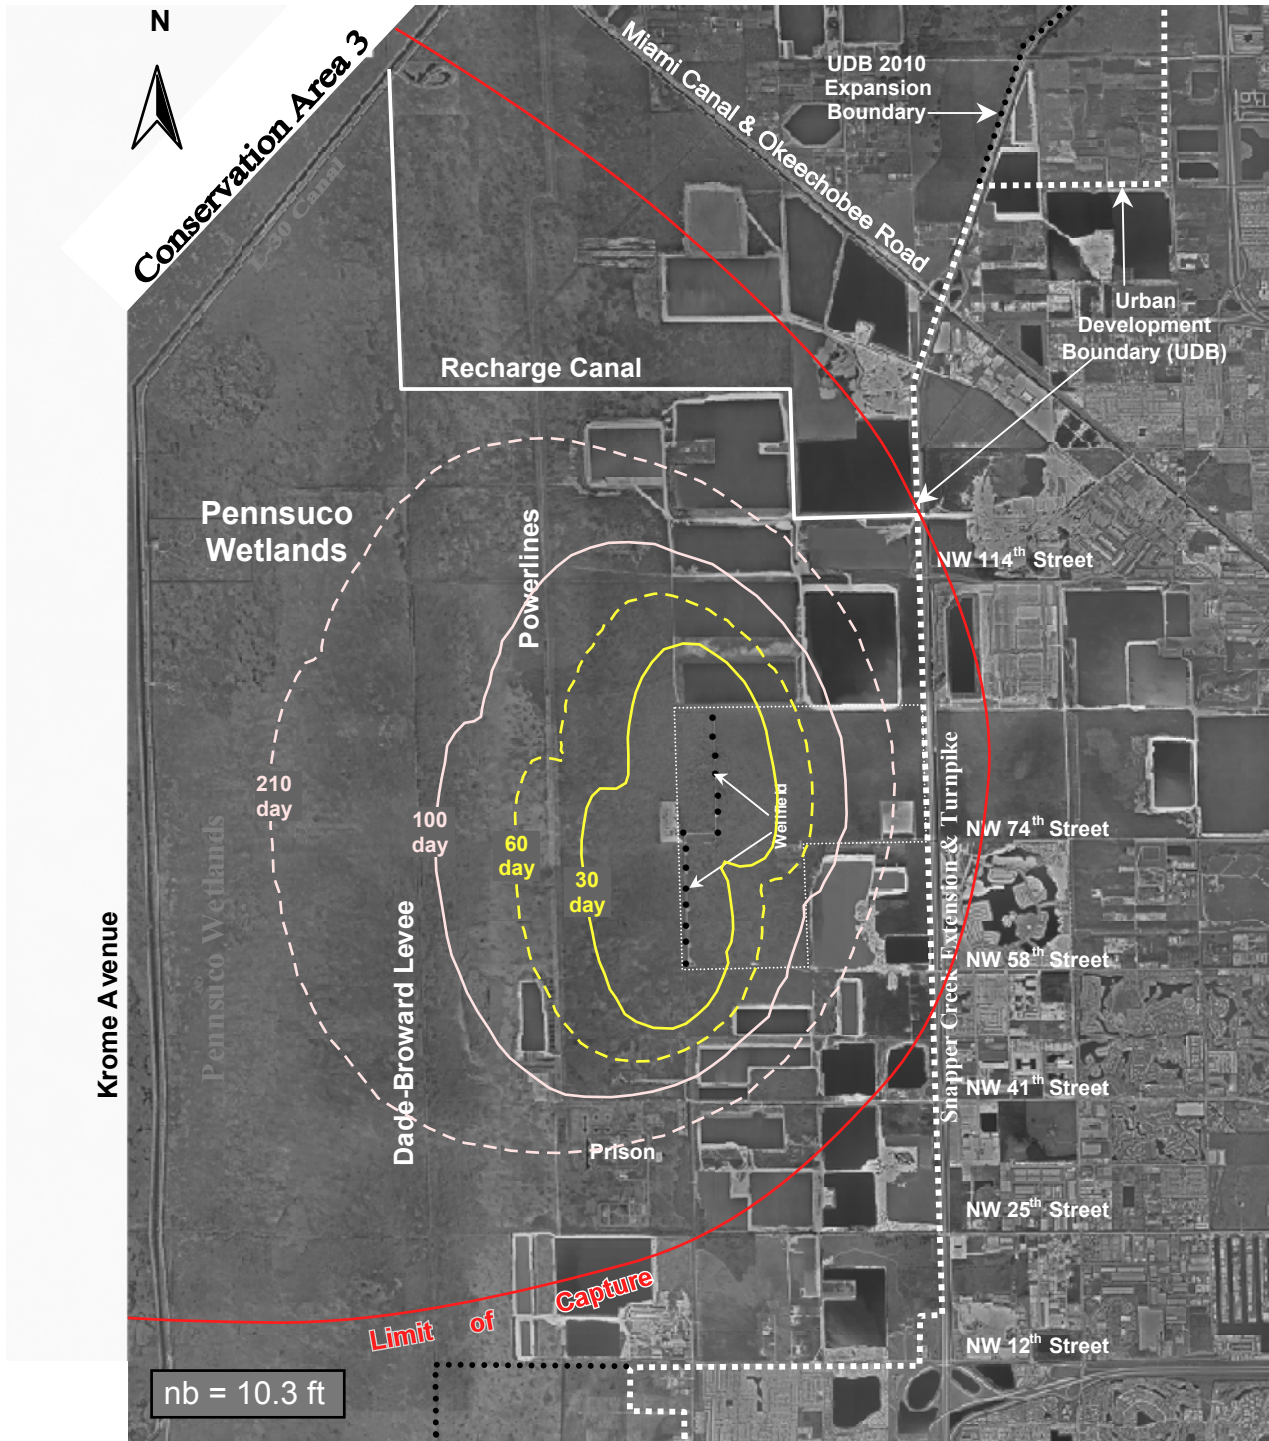 N
Conservation Area 3
L-30 Canal
Miami Canal & Okeechobee Road
UDB 2010
Expansion
Boundary
Urban
Development
Boundary (UDB)
Recharge Canal
Pennsuco
Wetlands
Powerlines
NW 114th Street
210
day
100
day
60
day
30
day
Wellfield
NW 74th Street
Snapper Creek Extension & Turnpike
Pennsuco Wetlands
Krome Avenue
Dade-Broward Levee
NW 58th Street
NW 41th Street
Prison
NW 25th Street
Limit of Capture
NW 12th Street
nb = 10.3 ft